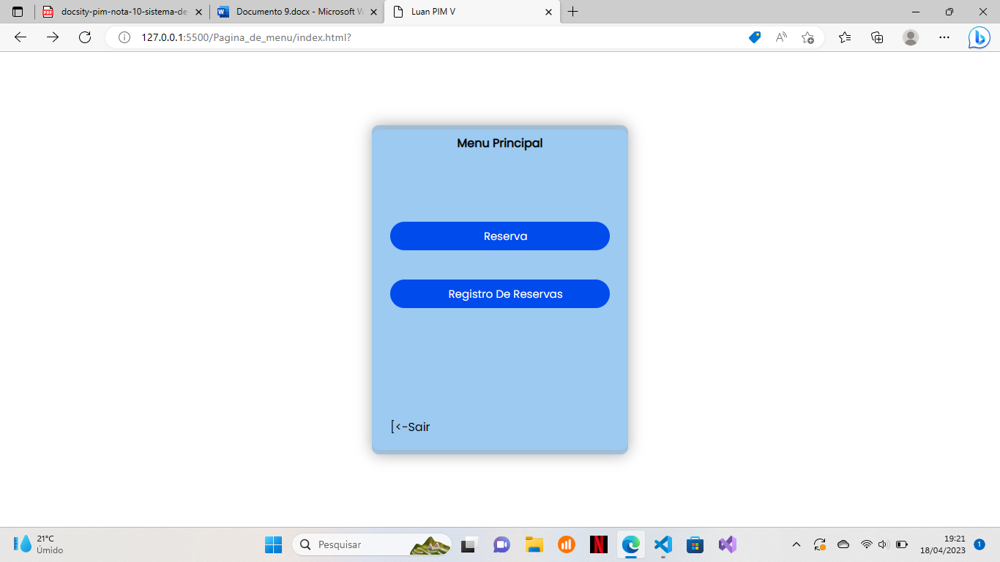 docsity-pim-nota-10-sistema-de
Documento 9.docx - Microsoft W
Luan PIM V
127.0.0.1:5500/Pagina_de_menu/index.html?
Menu Principal
Reserva
Registro De Reservas
[<-Sair
21°C
Úmido
Pesquisar
19:21
18/04/2023
1